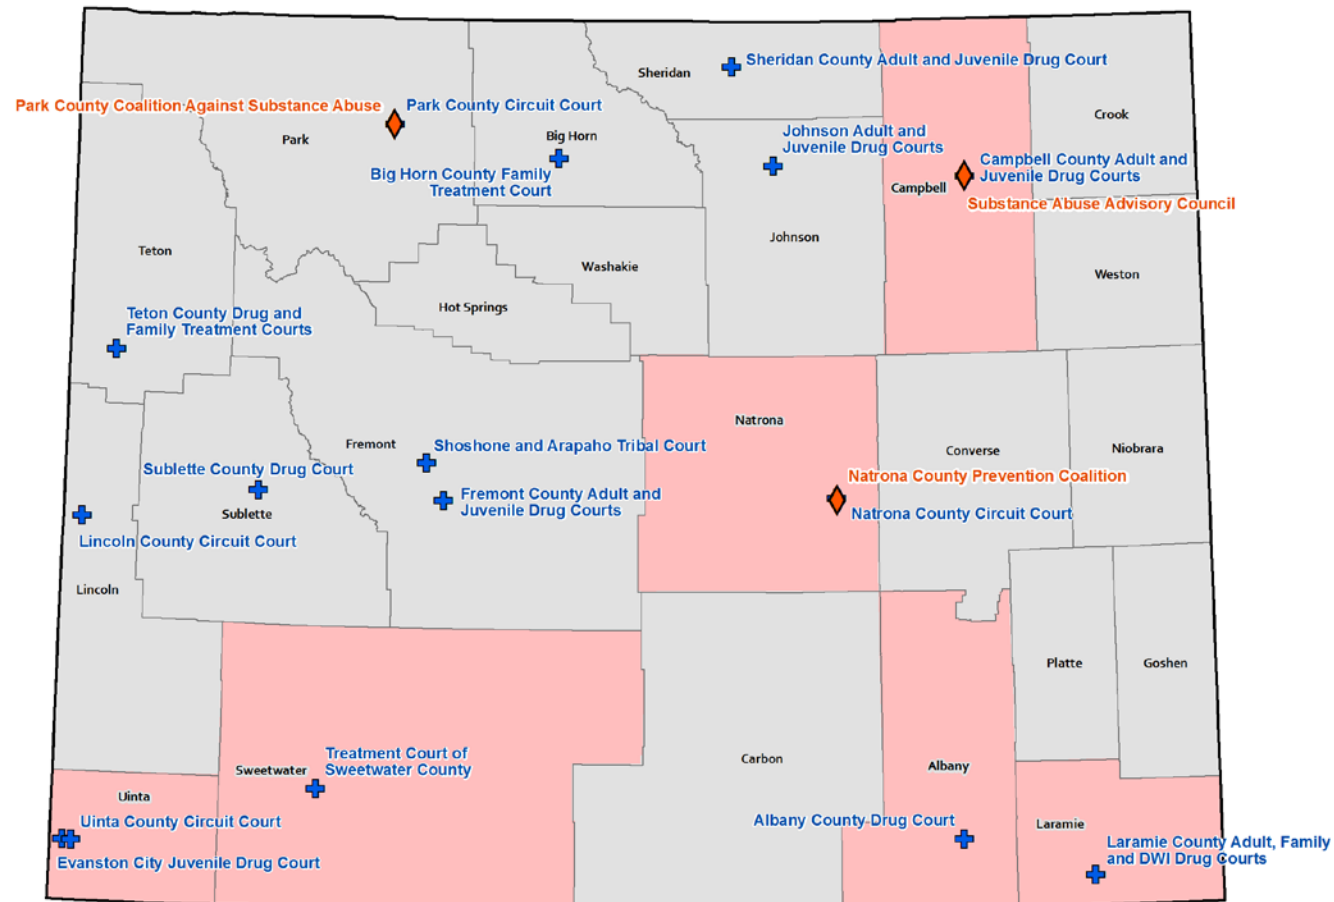 Sheridan
Sheridan County Adult and Juvenile Drug Court
Park County Coalition Against Substance Abuse
Park County Circuit Court
Crook
Park
Big Horn
Johnson Adult and
Juvenile Drug Courts
Big Horn County Family
Treatment Court
Campbell
Campbell County Adult and
Juvenile Drug Courts
Substance Abuse Advisory Council
Teton
Johnson
Washakie
Weston
Hot Springs
Teton County Drug and
Family Treatment Courts
Natrona
Fremont
Shoshone and Arapaho Tribal Court
Converse
Niobrara
Sublette County Drug Court
Natrona County Prevention Coalition
Fremont County Adult and
Juvenile Drug Courts
Sublette
Natrona County Circuit Court
Lincoln County Circuit Court
Lincoln
Platte
Goshen
Treatment Court of
Sweetwater County
Sweetwater
Carbon
Albany
Uinta
Uinta County Circuit Court
Albany County Drug Court
Laramie
Laramie County Adult, Family
and DWI Drug Courts
Evanston City Juvenile Drug Court